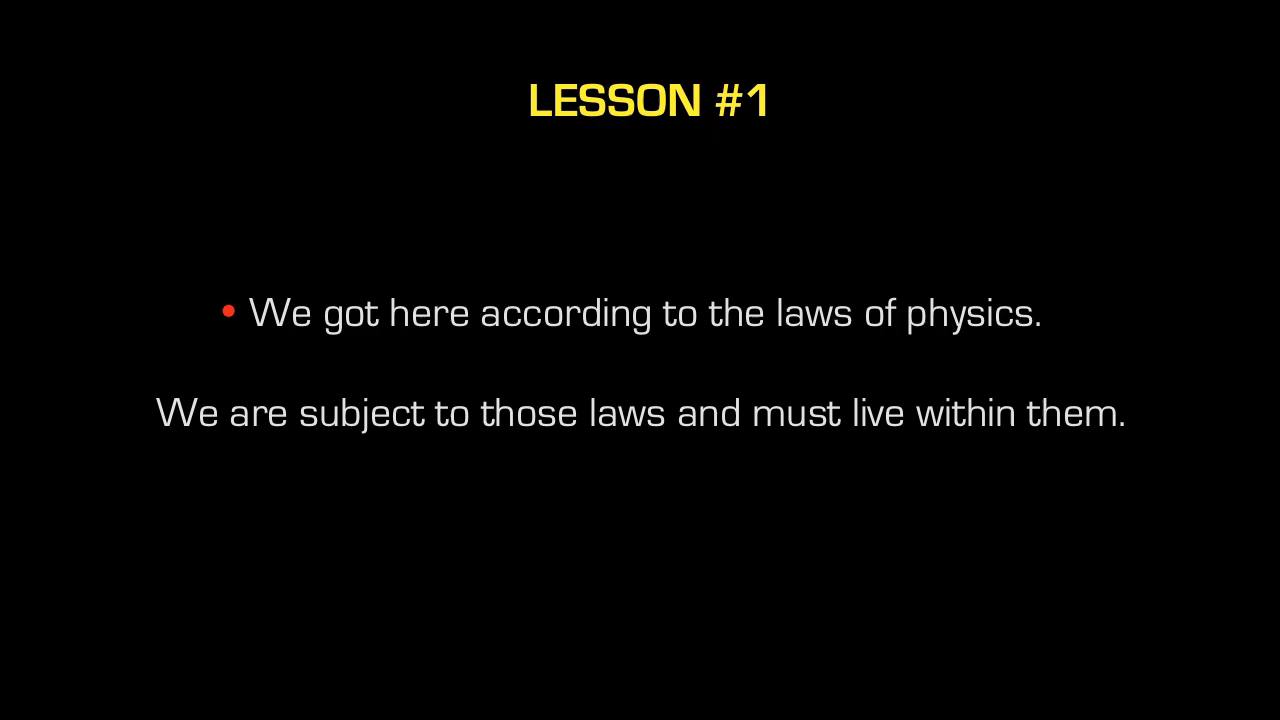 LESSON #1
• We got here according to the laws of physics.
We are subject to those laws and must live within them.